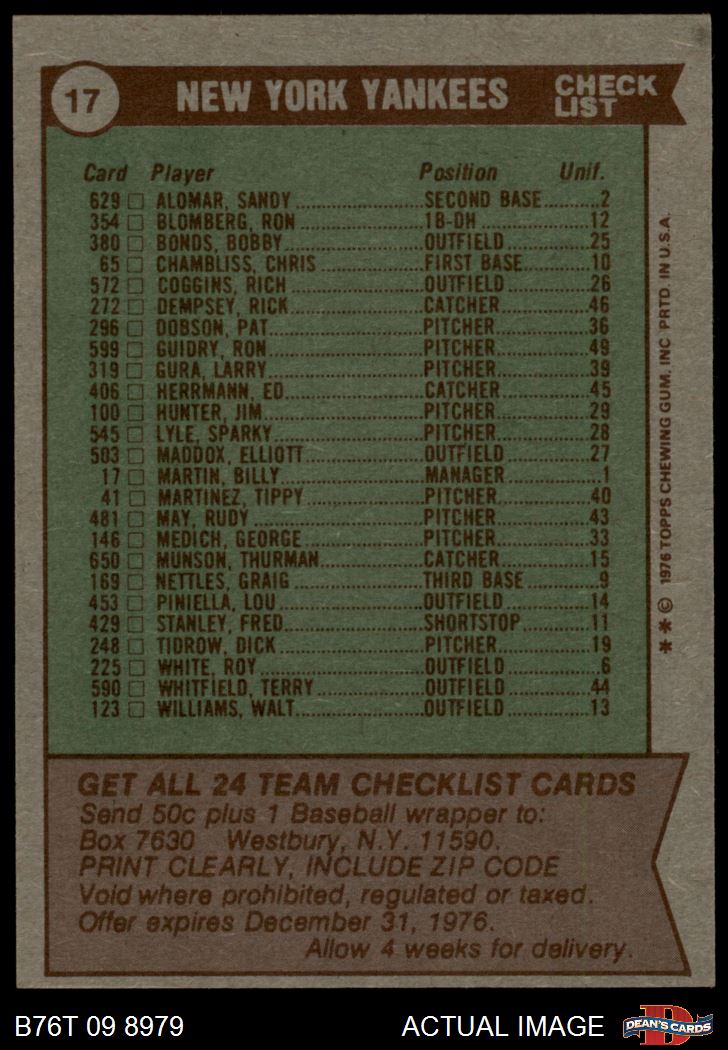 17 NEW YORK YANKEES CHECK LIST
Card Player Position Unif.
629 □ ALOMAR, SANDY SECOND BASE 2
354 □ BLOMBERG, RON 1B-DH 12
380 □ BONDS, BOBBY OUTFIELD 25
65 □ CHAMBLISS, CHRIS FIRST BASE 10
572 □ COGGINS, RICH OUTFIELD 26
272 □ DEMPSEY, RICK CATCHER 46
296 □ DOBSON, PAT PITCHER 36
599 □ GUIDRY, RON PITCHER 49
319 □ GURA, LARRY PITCHER 39
406 □ HERRMANN, ED CATCHER 45
100 □ HUNTER, JIM PITCHER 29
545 □ LYLE, SPARKY PITCHER 28
503 □ MADDOX, ELLIOTT OUTFIELD 27
17 □ MARTIN, BILLY MANAGER 1
41 □ MARTINEZ, TIPPY PITCHER 40
481 □ MAY, RUDY PITCHER 43
146 □ MEDICH, GEORGE PITCHER 33
650 □ MUNSON, THURMAN CATCHER 15
169 □ NETTLES, GRAIG THIRD BASE 9
453 □ PINIELLA, LOU OUTFIELD 14
429 □ STANLEY, FRED SHORTSTOP 11
248 □ TIDROW, DICK PITCHER 19
225 □ WHITE, ROY OUTFIELD 6
590 □ WHITFIELD, TERRY OUTFIELD 44
123 □ WILLIAMS, WALT OUTFIELD 13
* * © 1976 TOPPS CHEWING GUM, INC PRTD. IN U.S.A.
GET ALL 24 TEAM CHECKLIST CARDS
Send 50c plus 1 Baseball wrapper to:
Box 7630 Westbury, N.Y. 11590.
PRINT CLEARLY, INCLUDE ZIP CODE
Void where prohibited, regulated or taxed.
Offer expires December 31, 1976.
Allow 4 weeks for delivery.
B76T 09 8979 ACTUAL IMAGE D DEAN'S CARDS